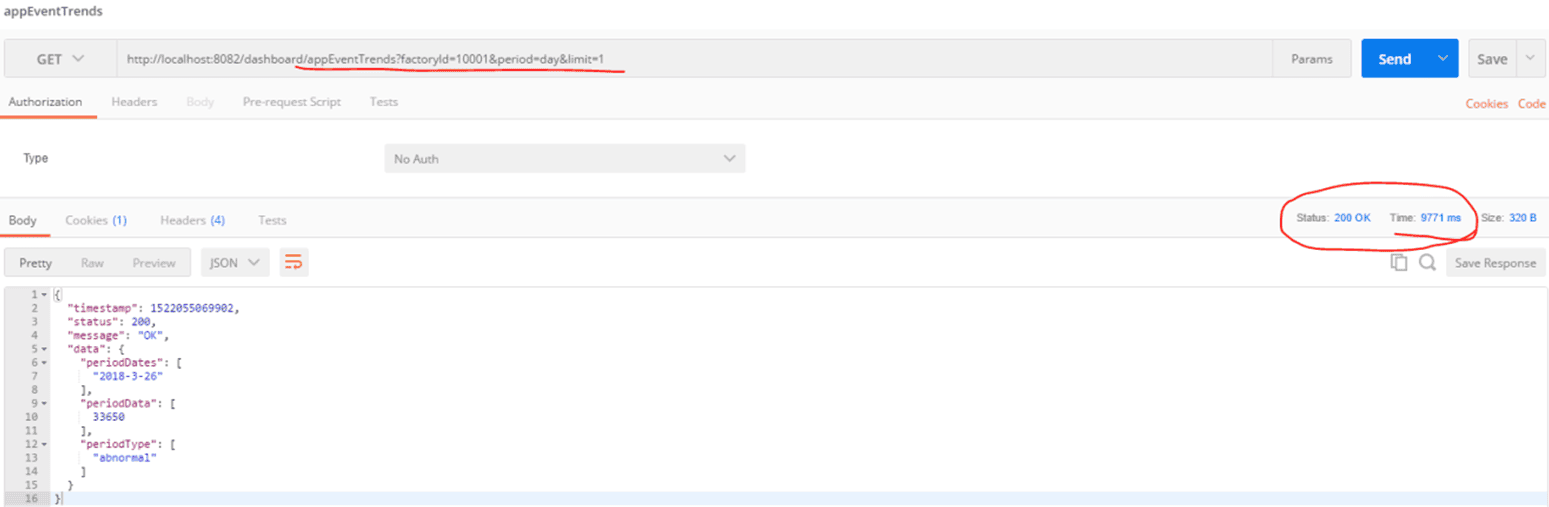 appEventTrends
GET http://localhost:8082/dashboard/appEventTrends?factoryId=10001&period=day&limit=1 Params Send Save
Authorization Headers Body Pre-request Script Tests Cookies Code
Type No Auth
Body Cookies (1) Headers (4) Tests Status: 200 OK Time: 9771 ms Size: 320 B
Pretty Raw Preview JSON Save Response
1 {
2 "timestamp": 1522055069902,
3 "status": 200,
4 "message": "OK",
5 "data": {
6 "periodDates": [
7 "2018-3-26"
8 ],
9 "periodData": [
10 33650
11 ],
12 "periodType": [
13 "abnormal"
14 ]
15 }
16 }